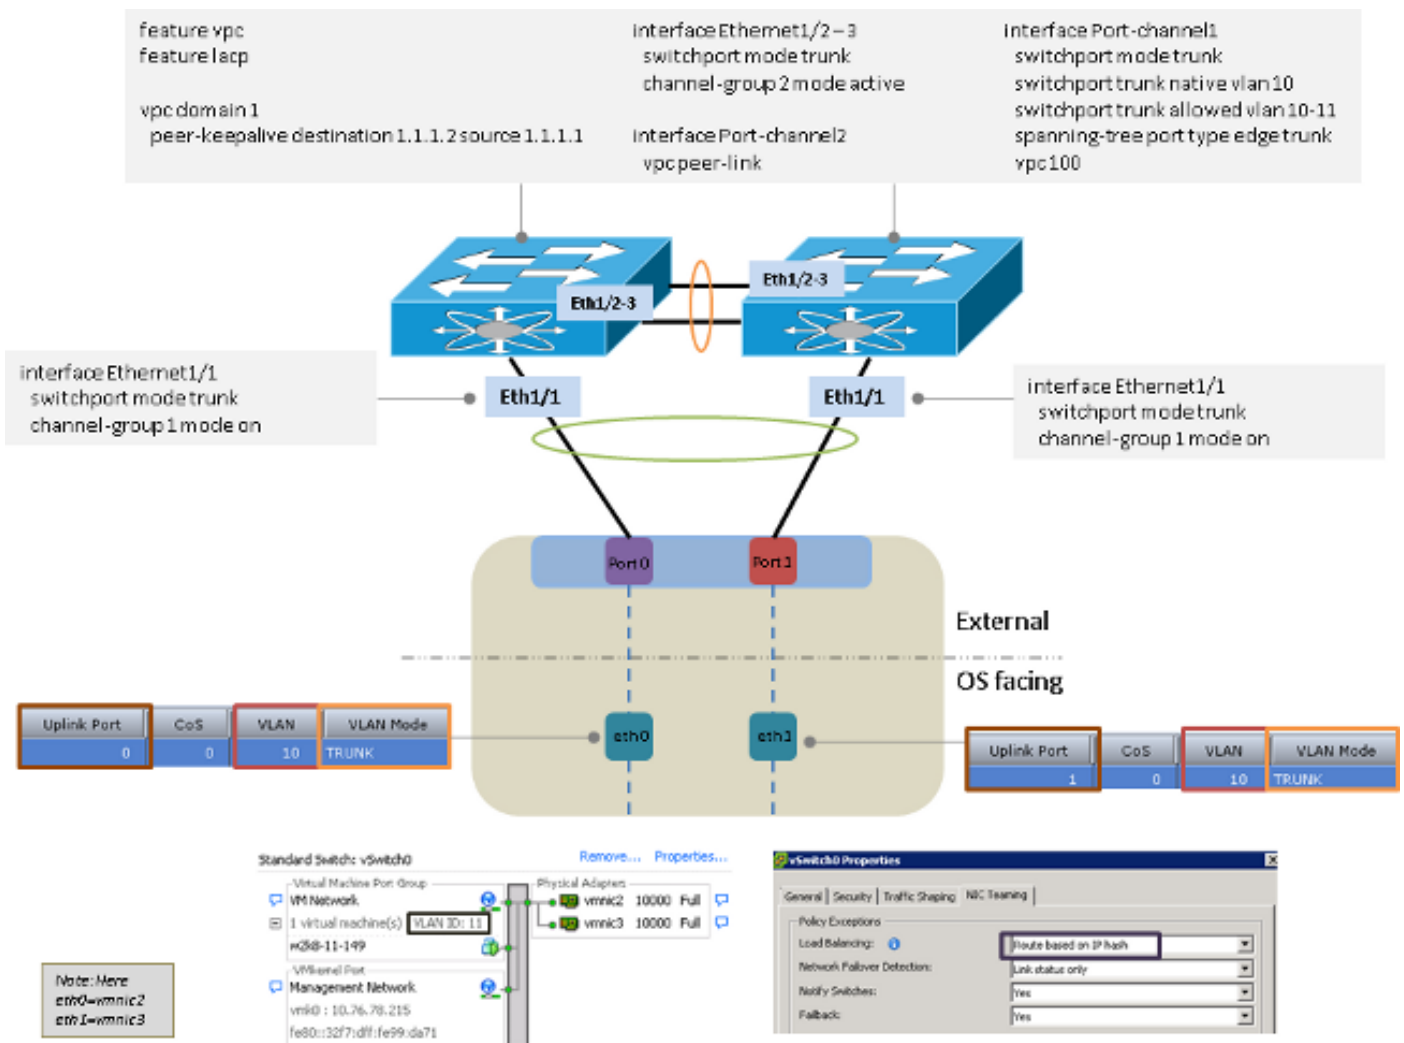 feature vpc
feature lacp
vpc domain 1
peer-keepalive destination 1.1.1.2 source 1.1.1.1
interface Ethernet1/2–3
switchport mode trunk
channel-group 2 mode active
interface Port-channel2
vpc peer-link
interface Port-channel1
switchport mode trunk
switchport trunk native vlan 10
switchport trunk allowed vlan 10-11
spanning-tree port type edge trunk
vpc 100
Eth1/2-3
Eth1/2-3
interface Ethernet1/1
switchport mode trunk
channel-group 1 mode on
Eth1/1
Eth1/1
interface Ethernet1/1
switchport mode trunk
channel-group 1 mode on
Port 0
Port 1
External
OS facing
Uplink Port CoS VLAN VLAN Mode
0 0 10 TRUNK
eth0
eth1
Uplink Port CoS VLAN VLAN Mode
1 0 10 TRUNK
Standard Switch: vSwitch0 Remove... Properties...
Virtual Machine Port Group
VM Network
1 virtual machine(s) VLAN ID: 11
w2k8-11-149
VMkernel Port
Management Network
vmk0 : 10.76.78.215
fe80::32f7:dff:fe99:da71
Physical Adapters
vmnic2 10000 Full
vmnic3 10000 Full
vSwitch0 Properties
General Security Traffic Shaping NIC Teaming
Policy Exceptions
Load Balancing: Route based on IP hash
Network Failover Detection: Link status only
Notify Switches: Yes
Failback: Yes
Note: Here
eth0=vmnic2
eth1=vmnic3